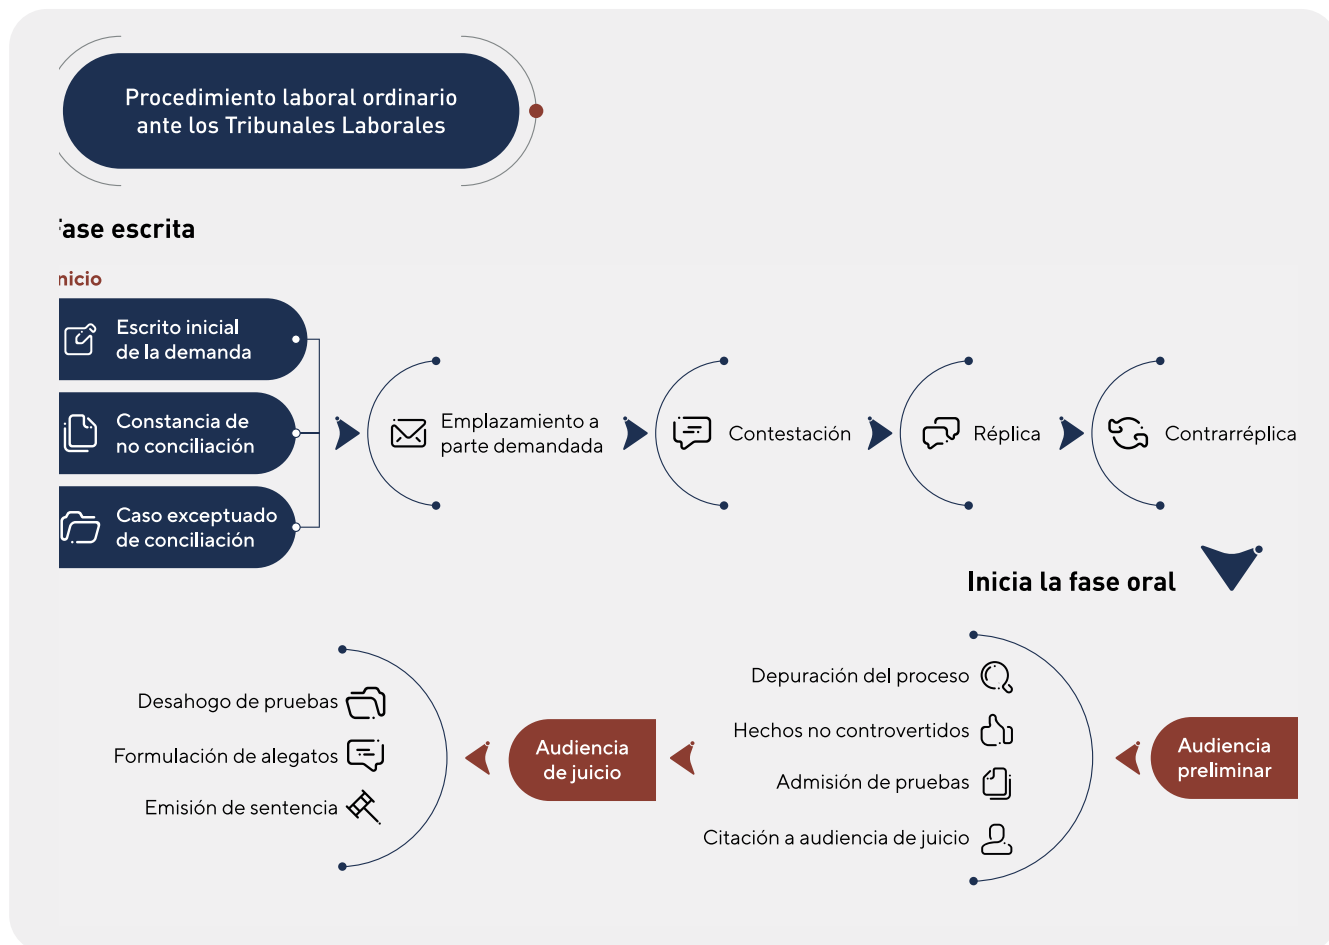 Procedimiento laboral ordinario
ante los Tribunales Laborales
Fase escrita
Inicio
Escrito inicial
de la demanda
Constancia de
no conciliación
Caso exceptuado
de conciliación
Emplazamiento a
parte demandada
Contestación
Réplica
Contrarréplica
Inicia la fase oral
Audiencia
preliminar
Depuración del proceso
Hechos no controvertidos
Admisión de pruebas
Citación a audiencia de juicio
Audiencia
de juicio
Desahogo de pruebas
Formulación de alegatos
Emisión de sentencia